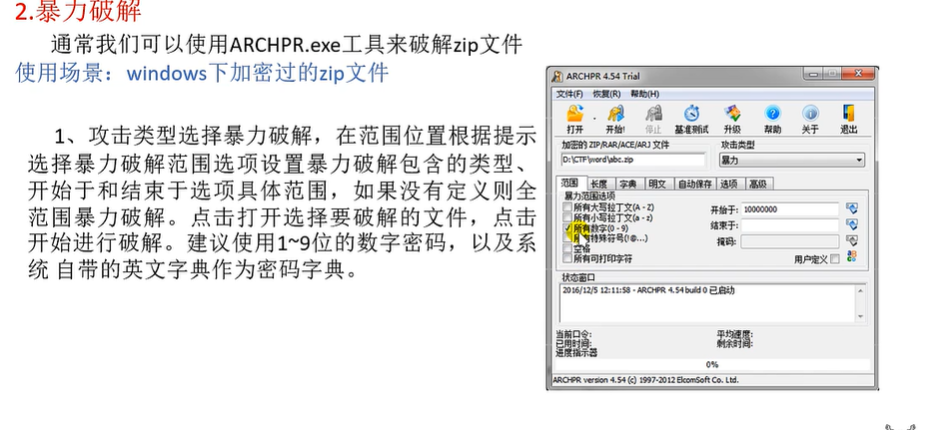 2.暴力破解
通常我们可以使用ARCHPR.exe工具来破解zip文件
使用场景：windows下加密过的zip文件
1、攻击类型选择暴力破解，在范围位置根据提示
选择暴力破解范围选项设置暴力破解包含的类型、
开始于和结束于选项具体范围，如果没有定义则全
范围暴力破解。点击打开选择要破解的文件，点击
开始进行破解。建议使用1~9位的数字密码，以及系
统 自带的英文字典作为密码字典。
ARCHPR 4.54 Trial
文件(F) 恢复(R) 帮助(H)
打开 开始! 停止 基准测试 升级 帮助 关于 退出
加密的 ZIP/RAR/ACE/ARJ 文件 攻击类型
D:\CTF\word\abc.zip 暴力
范围 长度 字典 明文 自动保存 选项 高级
暴力范围选项
所有大写拉丁文(A - Z) 开始于: 10000000
所有小写拉丁文(a - z)
结束于:
所有数字(0 - 9)
特殊符号(!@...) 掩码:
空格
所有可打印字符 用户定义
状态窗口
2016/12/5 12:11:58 - ARCHPR 4.54 build 0 已启动
当前口令: 平均速度:
已用时间: 剩余时间:
进度指示器
0%
ARCHPR version 4.54 (c) 1997-2012 ElcomSoft Co. Ltd.